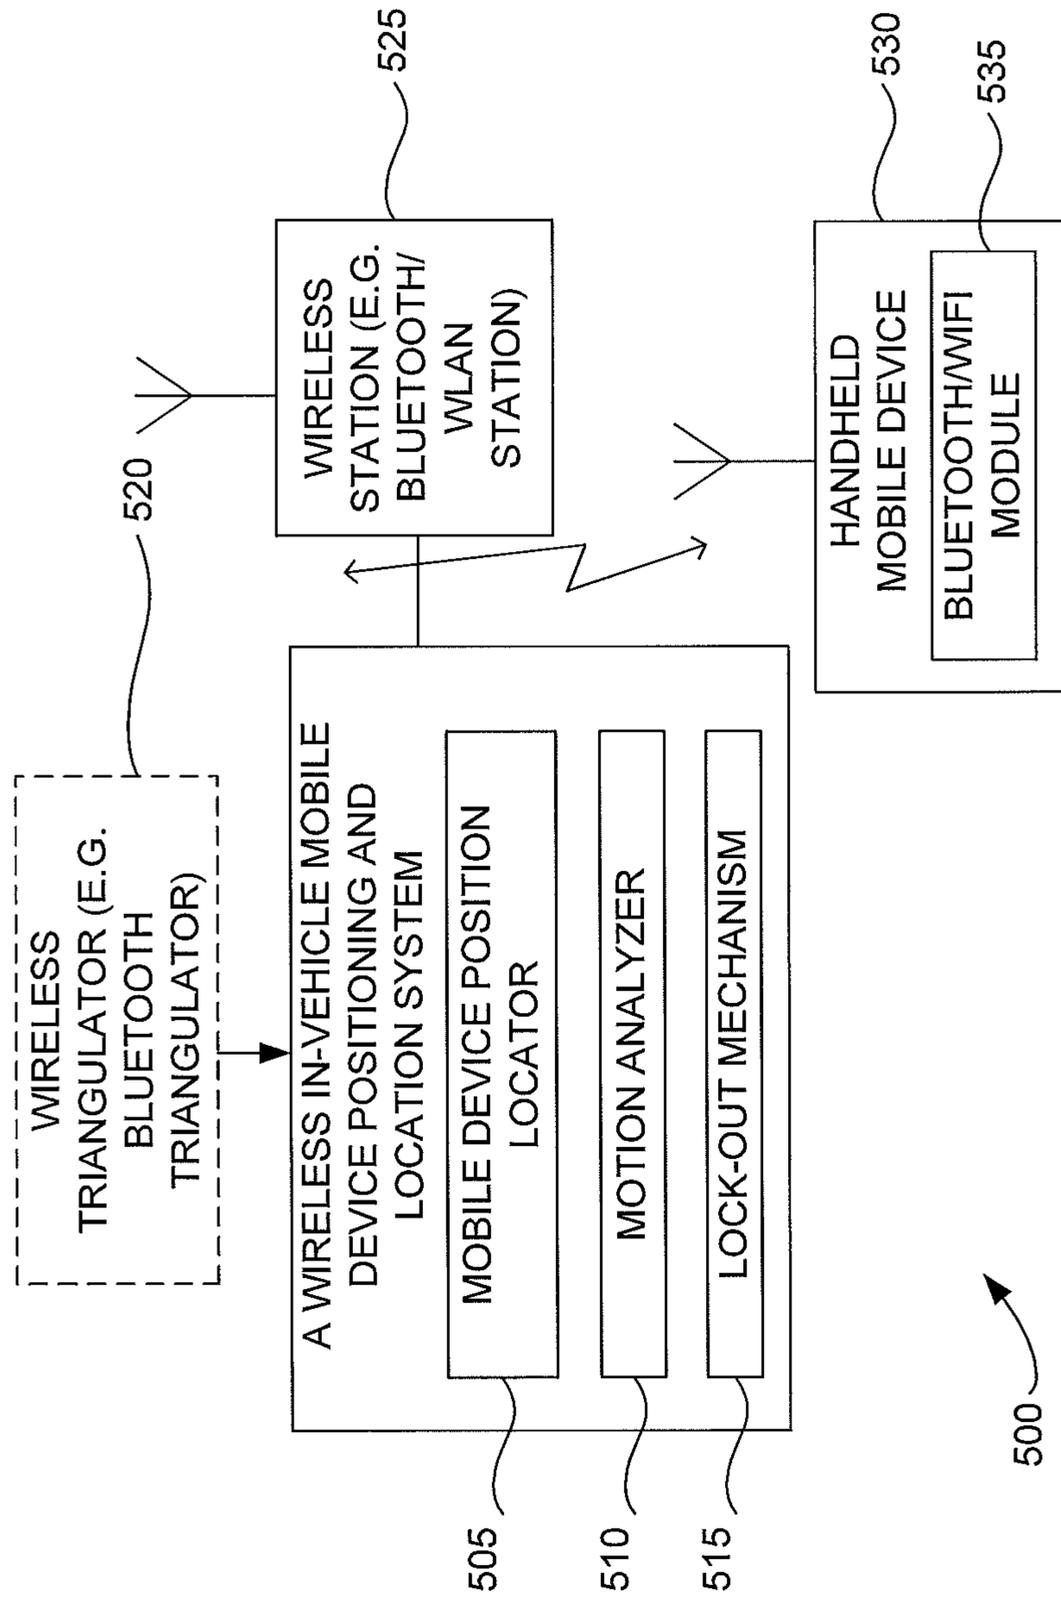 WIRELESS
TRIANGULATOR (E.G.
BLUETOOTH
TRIANGULATOR)
520
A WIRELESS IN-VEHICLE MOBILE
DEVICE POSITIONING AND
LOCATION SYSTEM
MOBILE DEVICE POSITION
LOCATOR
505
MOTION ANALYZER
510
LOCK-OUT MECHANISM
515
WIRELESS
STATION (E.G.
BLUETOOTH/
WLAN
STATION)
525
HANDHELD
MOBILE DEVICE
530
BLUETOOTH/WIFI
MODULE
535
500